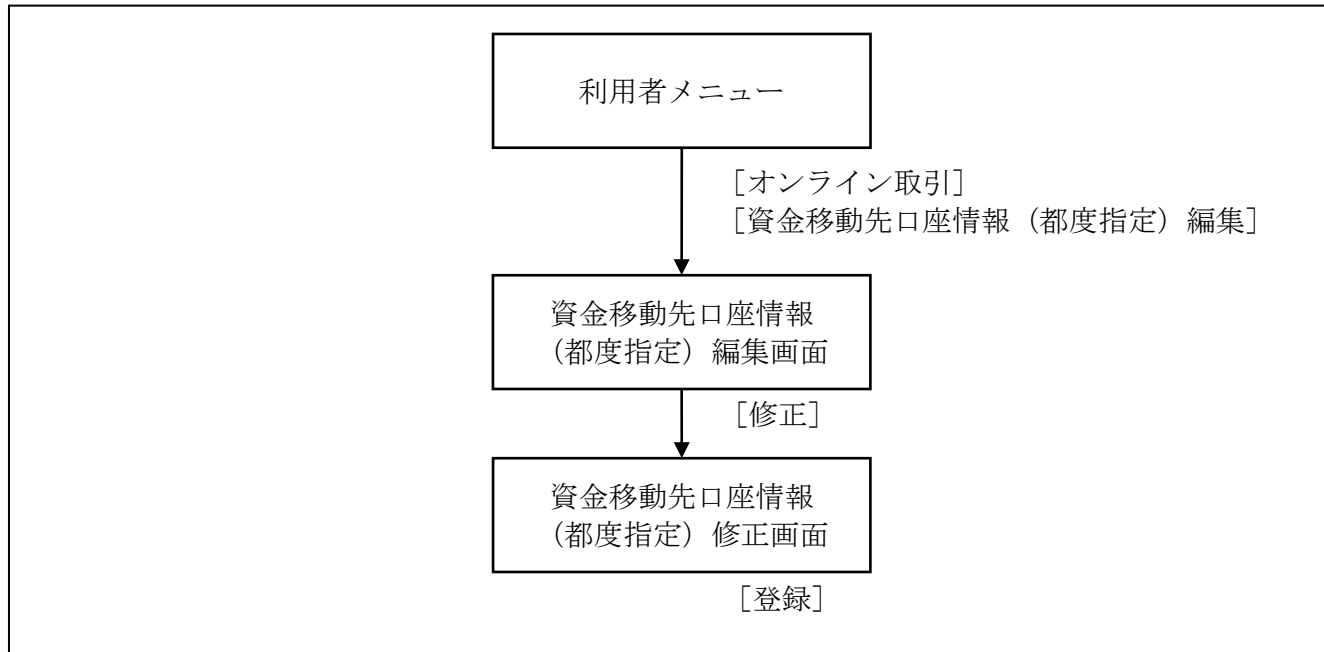 利用者メニュー
［オンライン取引］
［資金移動先口座情報（都度指定）編集］
資金移動先口座情報
（都度指定）編集画面
［修正］
資金移動先口座情報
（都度指定）修正画面
［登録］